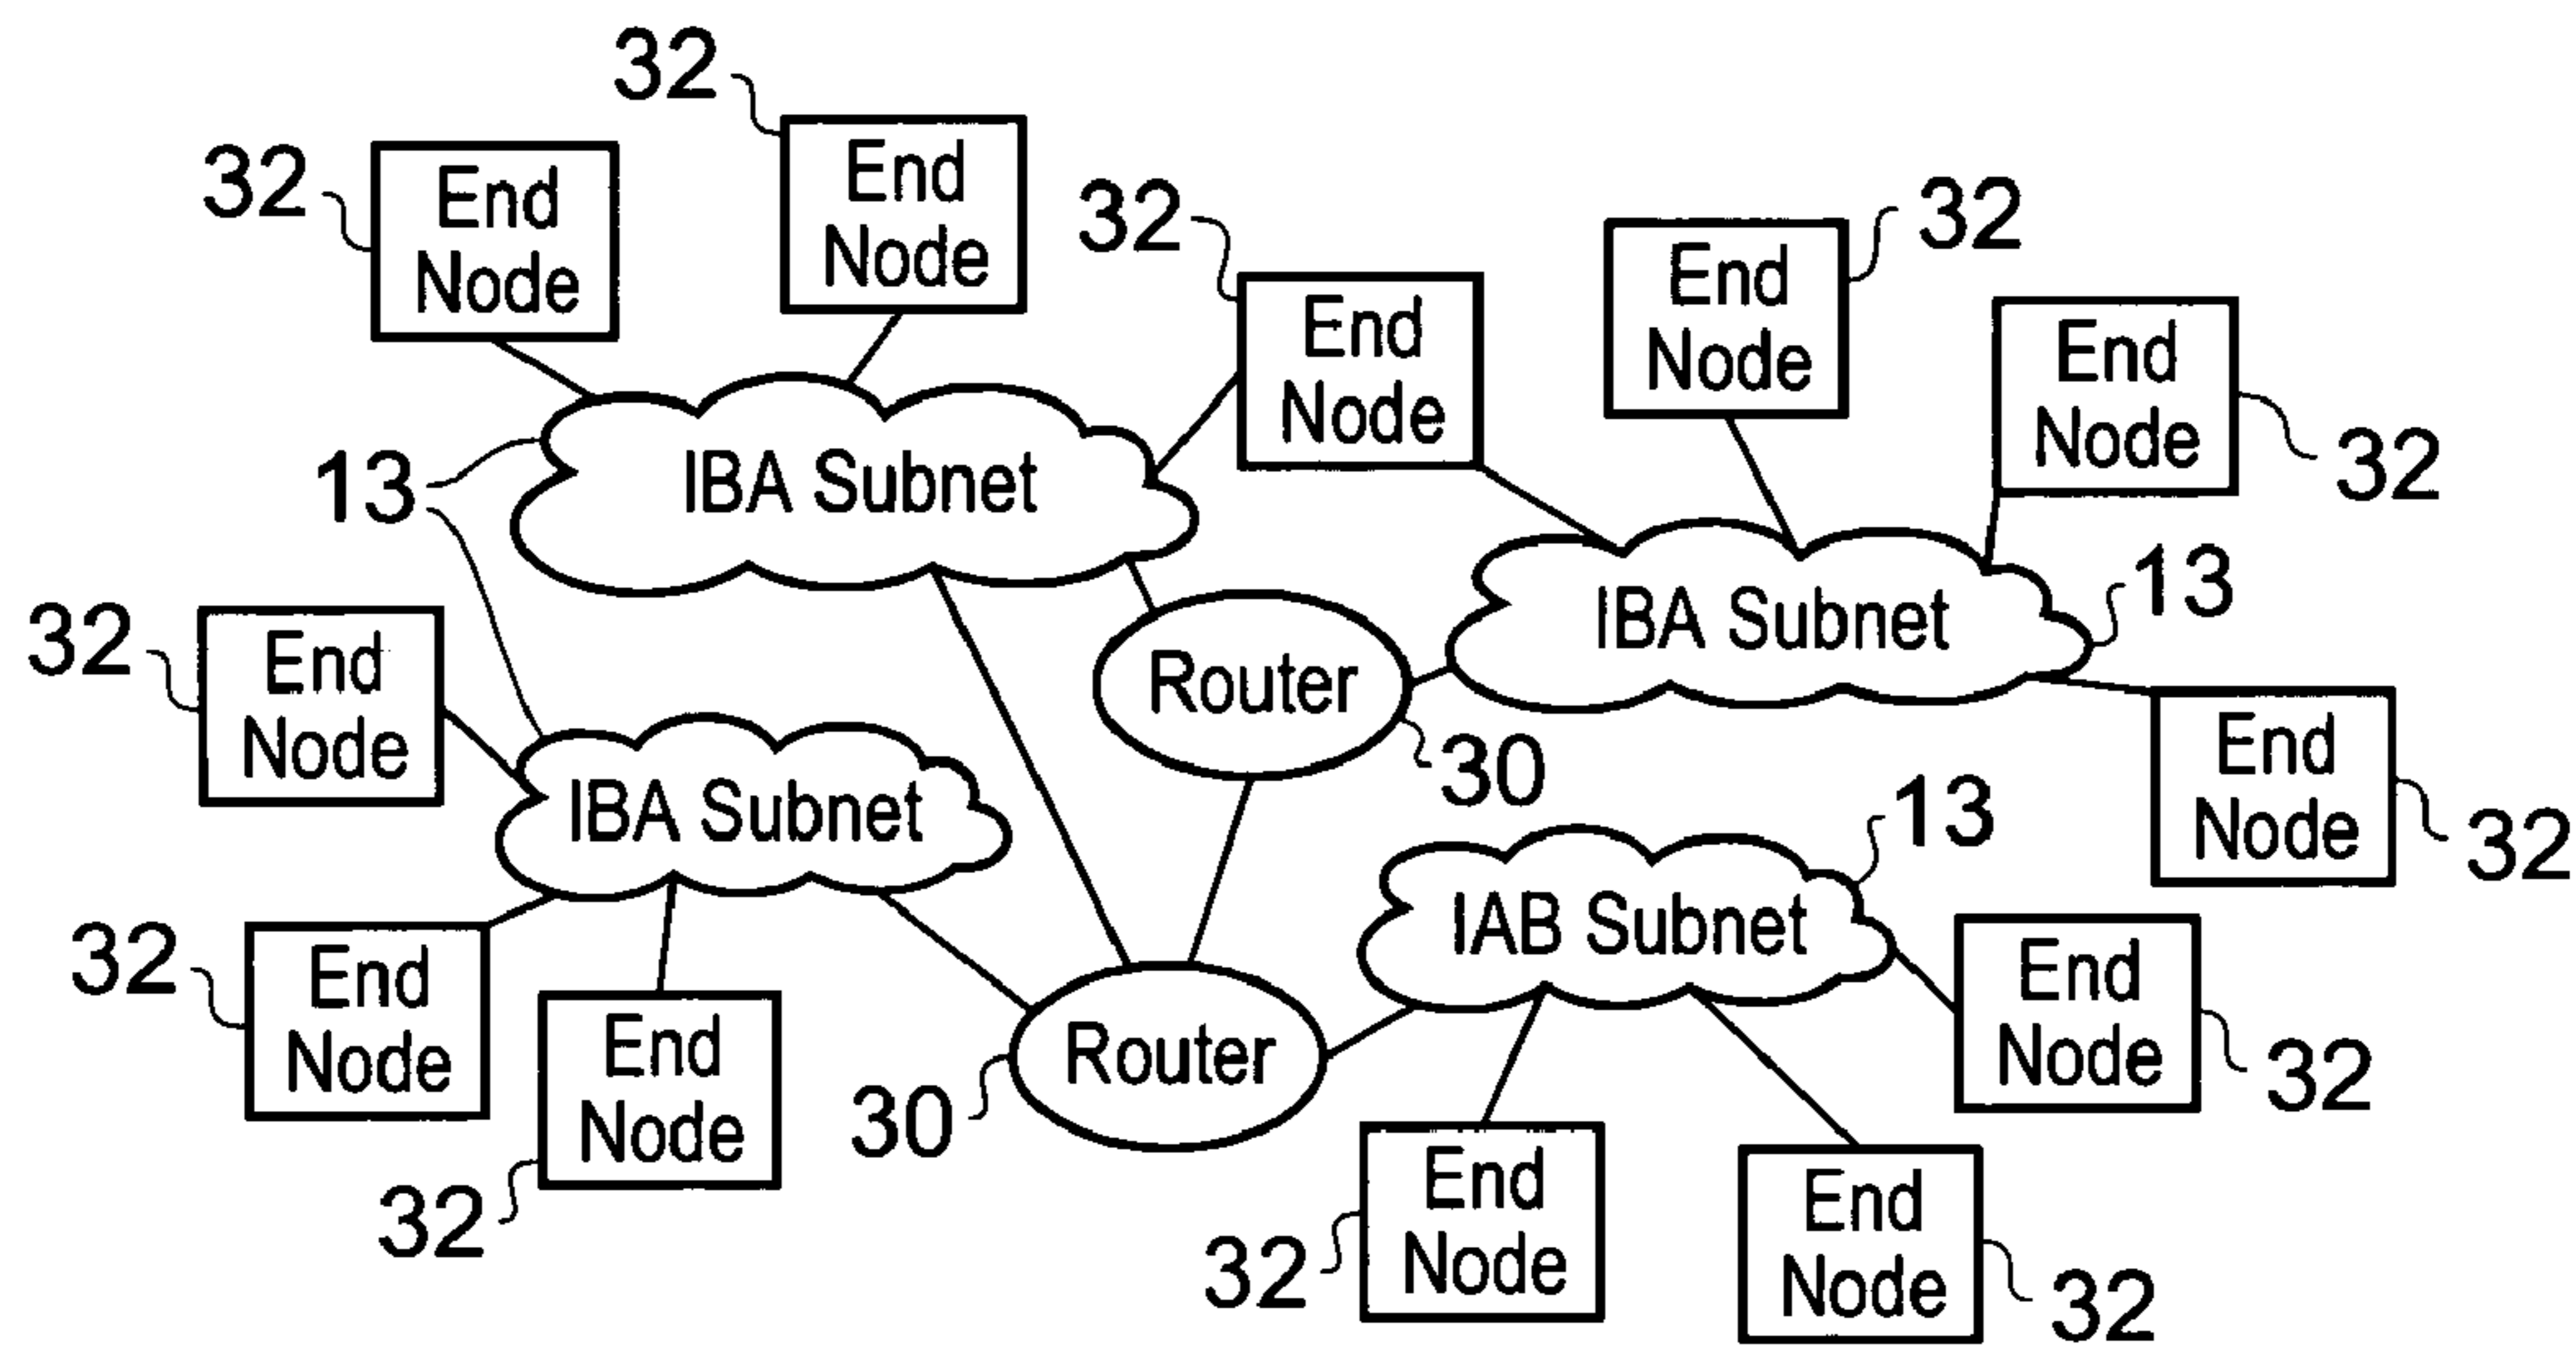 32
End
Node
32
End
Node
32
End
Node
End
Node
32
End
Node
32
13
IBA Subnet
IBA Subnet
13
32
End
Node
Router
30
End
Node
32
IBA Subnet
13
IAB Subnet
32
End
Node
End
Node
32
30
Router
End
Node
32
32
End
Node
End
Node
32